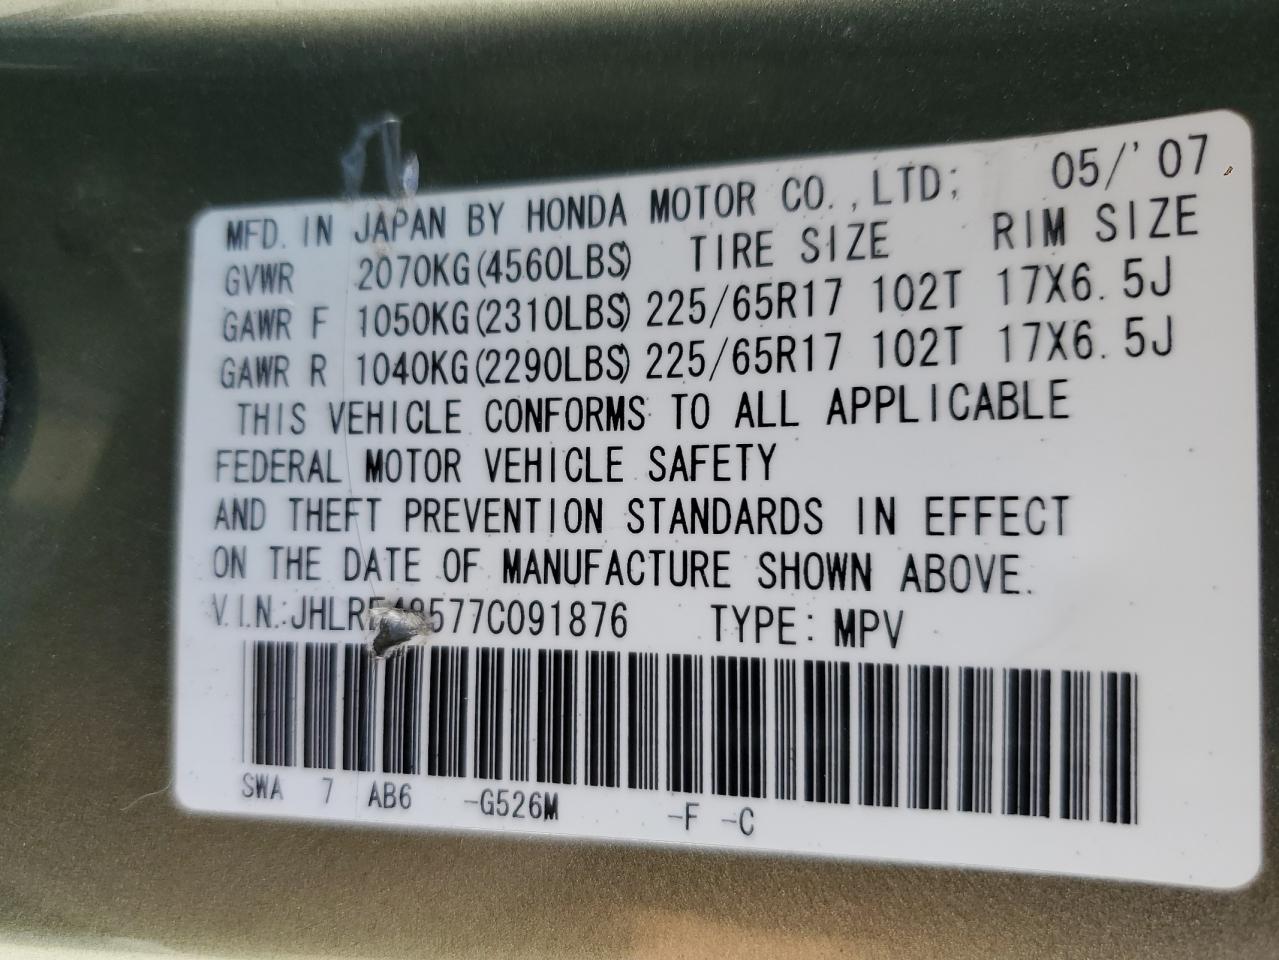 MFD. IN JAPAN BY HONDA MOTOR CO.,LTD; 05/'07
GVWR 2070KG(4560LBS) TIRE SIZE RIM SIZE
GAWR F 1050KG(2310LBS) 225/65R17 102T 17X6.5J
GAWR R 1040KG(2290LBS) 225/65R17 102T 17X6.5J
THIS VEHICLE CONFORMS TO ALL APPLICABLE
FEDERAL MOTOR VEHICLE SAFETY
AND THEFT PREVENTION STANDARDS IN EFFECT
ON THE DATE OF MANUFACTURE SHOWN ABOVE.
V.I.N.:JHLRE48577C091876 TYPE: MPV
SWA 7 AB6 -G526M -F -C